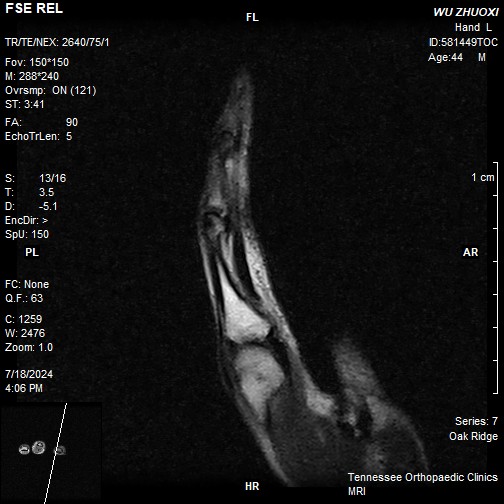 FSE REL
FL
WU ZHUOXI
Hand L
TR/TE/NEX: 2640/75/1
ID:581449TOC
Age:44 M
Fov: 150*150
M: 288*240
Ovrsmp: ON (121)
ST: 3:41
FA: 90
EchoTrLen: 5
S: 13/16
T: 3.5
D: -5.1
EncDir: >
SpU: 150
1 cm
PL
AR
FC: None
Q.F.: 63
C: 1259
W: 2476
Zoom: 1.0
7/18/2024
4:06 PM
Series: 7
Oak Ridge
Tennessee Orthopaedic Clinics
MRI
HR